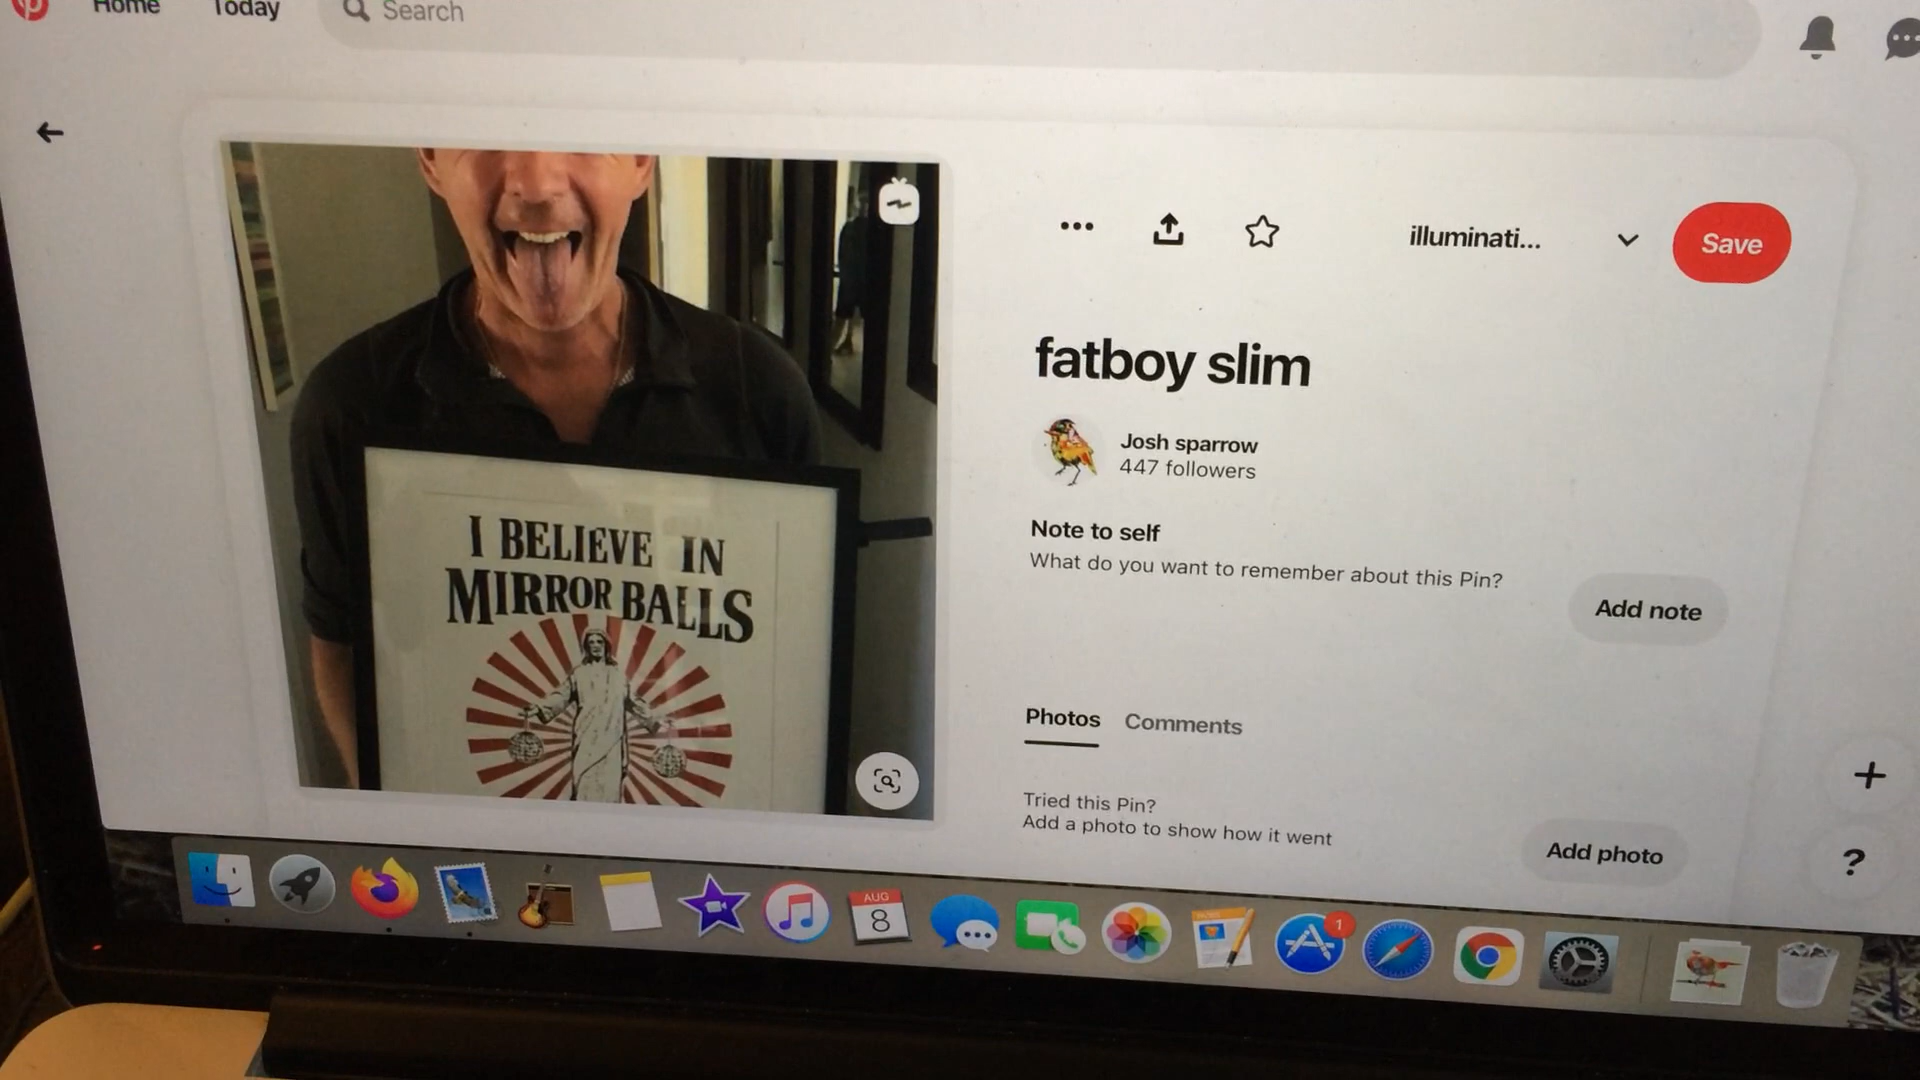 Home
Today
Search
illuminati...
Save
fatboy slim
Josh sparrow
447 followers
Note to self
What do you want to remember about this Pin?
Add note
Photos
Comments
Tried this Pin?
Add a photo to show how it went
Add photo
?
I BELIEVE IN
MIRROR BALLS
AUG
8
1